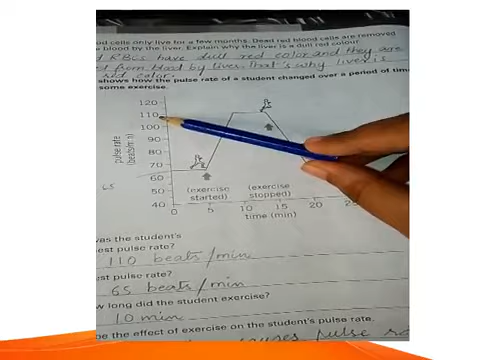 od cells only live for a few months. Dead red blood cells are removed
e blood by the liver. Explain why the liver is a dull red colour
d RBCs have dull red color and they are
from blood by liver. that's why liver is
red color.
shows how the pulse rate of a student changed over a period of time
some exercise.
120
110
100
90
80
70
60
50
40
pulse rate
(beats/min)
65
(exercise started)
(exercise stopped)
0 5 10 15 20 25
time (min)
was the student's
est pulse rate?
110 beats/min
est pulse rate?
65 beats/min
w long did the student exercise?
10 min
be the effect of exercise on the student's pulse rate.
pulse ra